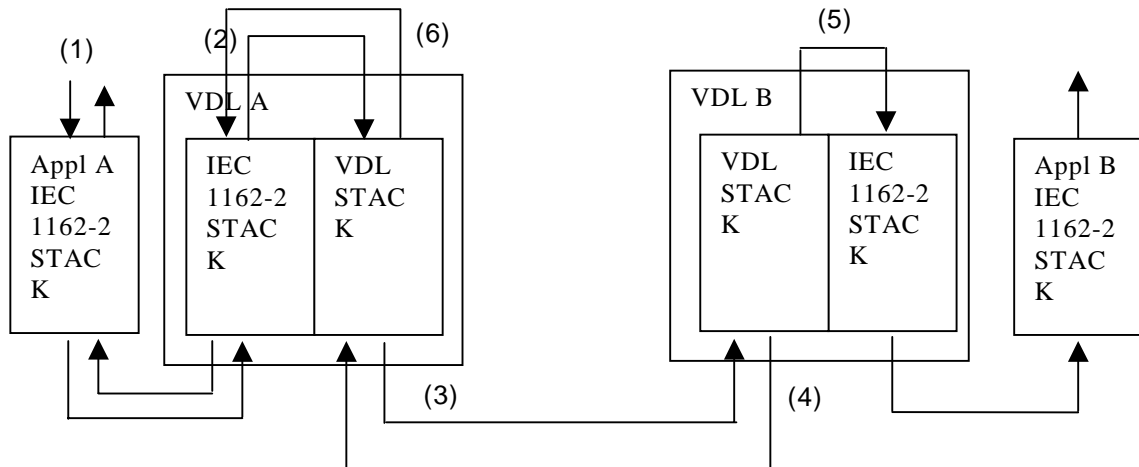 (1)
(2)
(6)
(5)
VDL A
VDL B
Appl A
IEC
1162-2
STAC
K
IEC
1162-2
STAC
K
VDL
STAC
K
VDL
STAC
K
IEC
1162-2
STAC
K
Appl B
IEC
1162-2
STAC
K
(3)
(4)